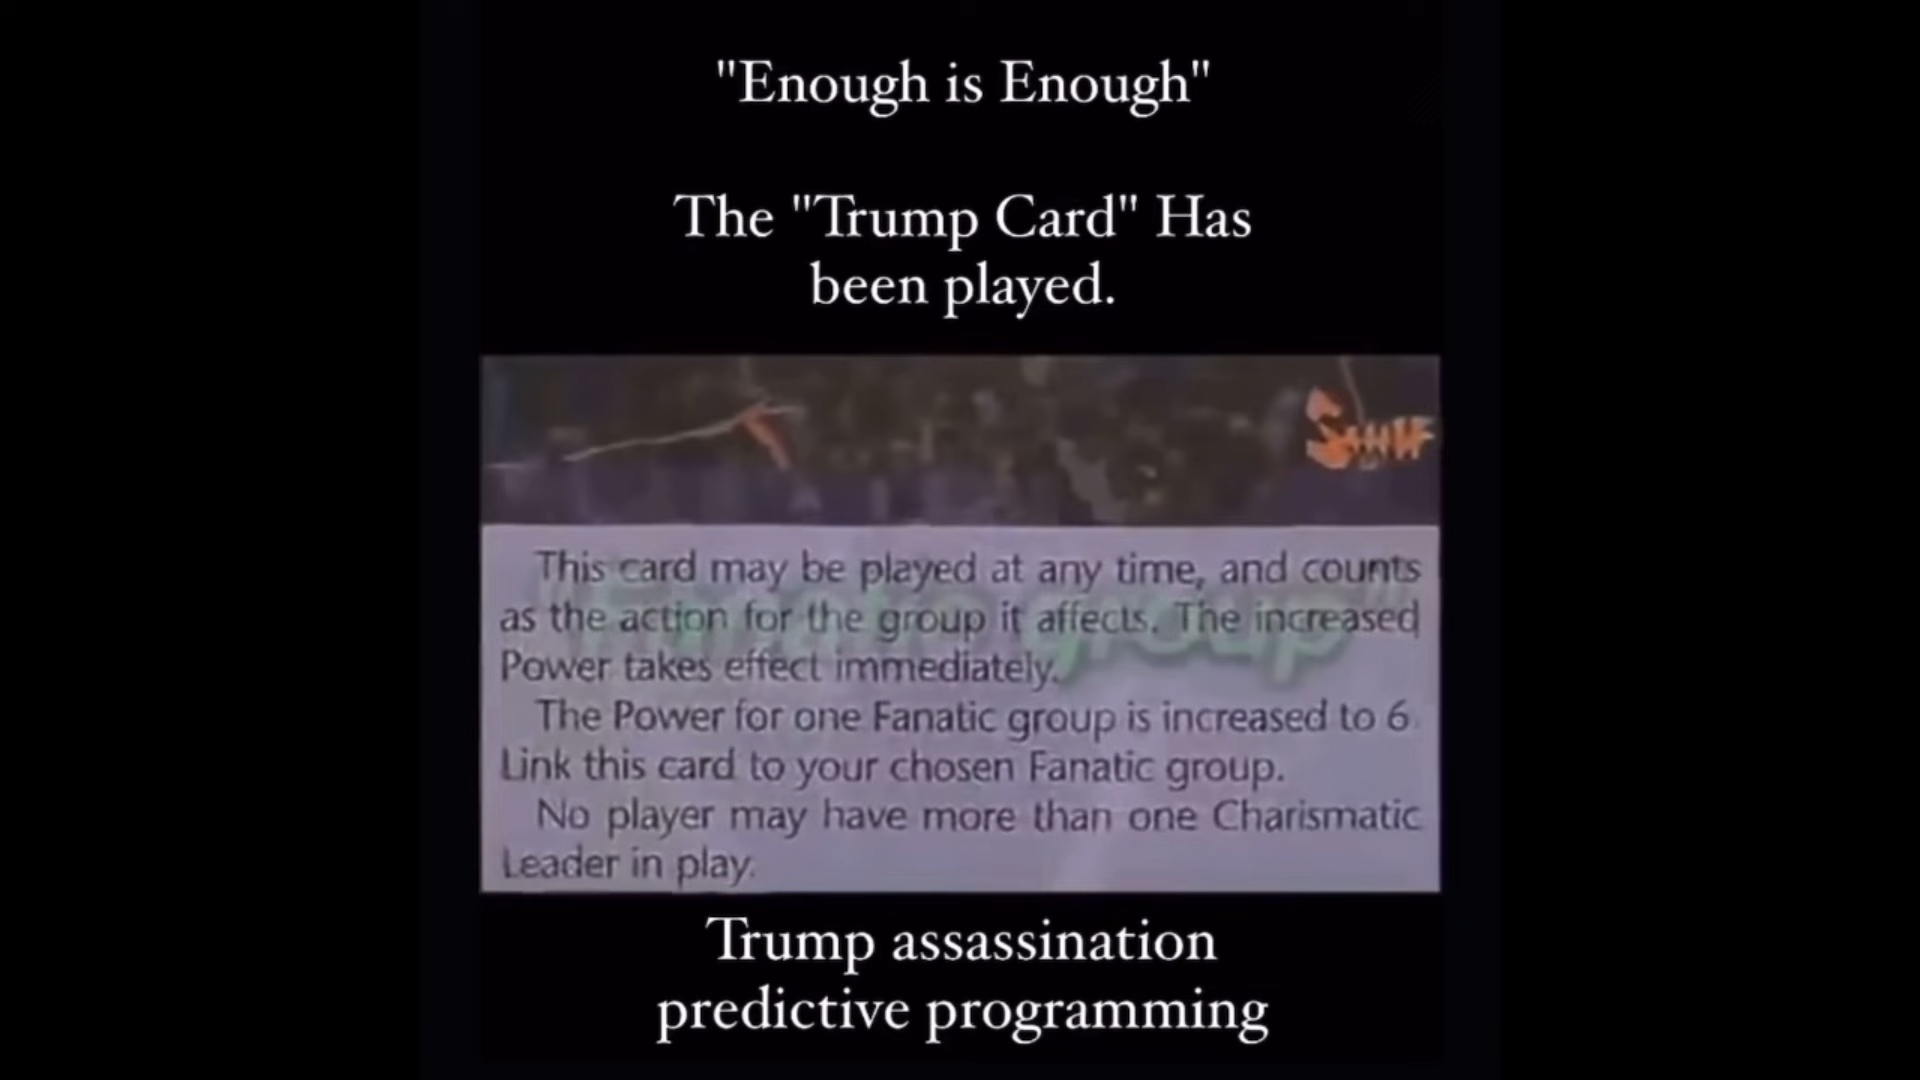 "Enough is Enough"
The "Trump Card" Has
been played.
This card may be played at any time, and counts
as the action for the group it affects. The increased
Power takes effect immediately.
The Power for one Fanatic group is increased to 6.
Link this card to your chosen Fanatic group.
No player may have more than one Charismatic
Leader in play.
Trump assassination
predictive programming